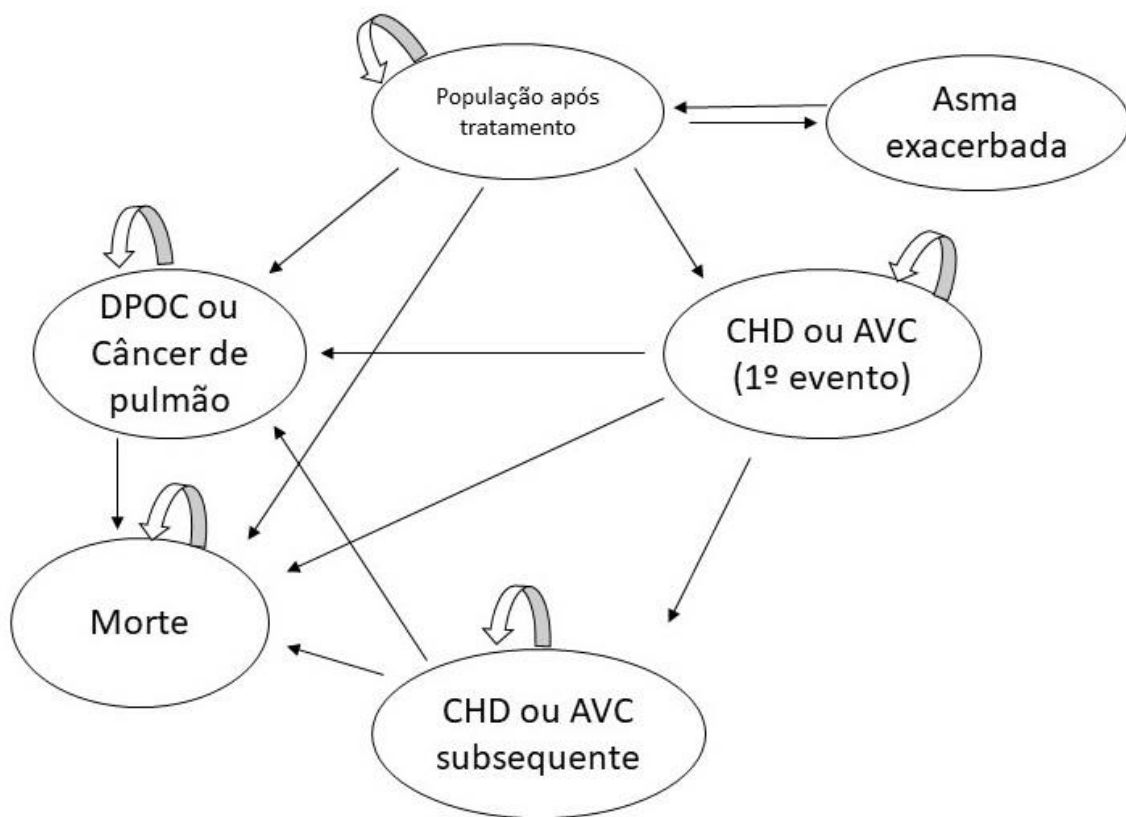 População após
tratamento
Asma
exacerbada
DPOC ou
Câncer de
pulmão
CHD ou AVC
(1º evento)
Morte
CHD ou AVC
subsequente